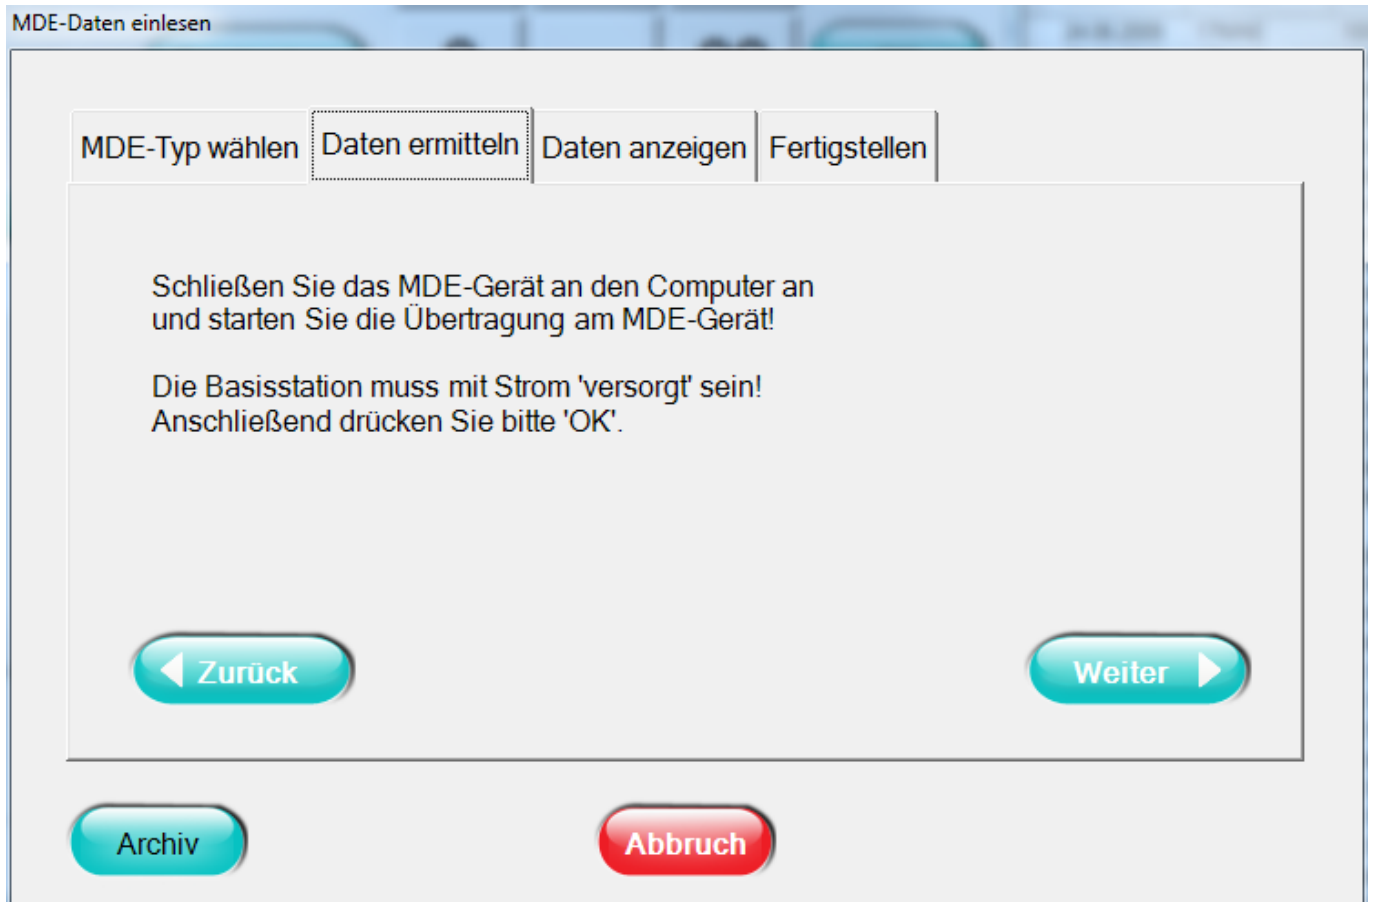 MDE-Daten einlesen
MDE-Typ wählen Daten ermitteln Daten anzeigen Fertigstellen
Schließen Sie das MDE-Gerät an den Computer an
und starten Sie die Übertragung am MDE-Gerät!
Die Basisstation muss mit Strom 'versorgt' sein!
Anschließend drücken Sie bitte 'OK'.
Zurück Weiter
Archiv Abbruch